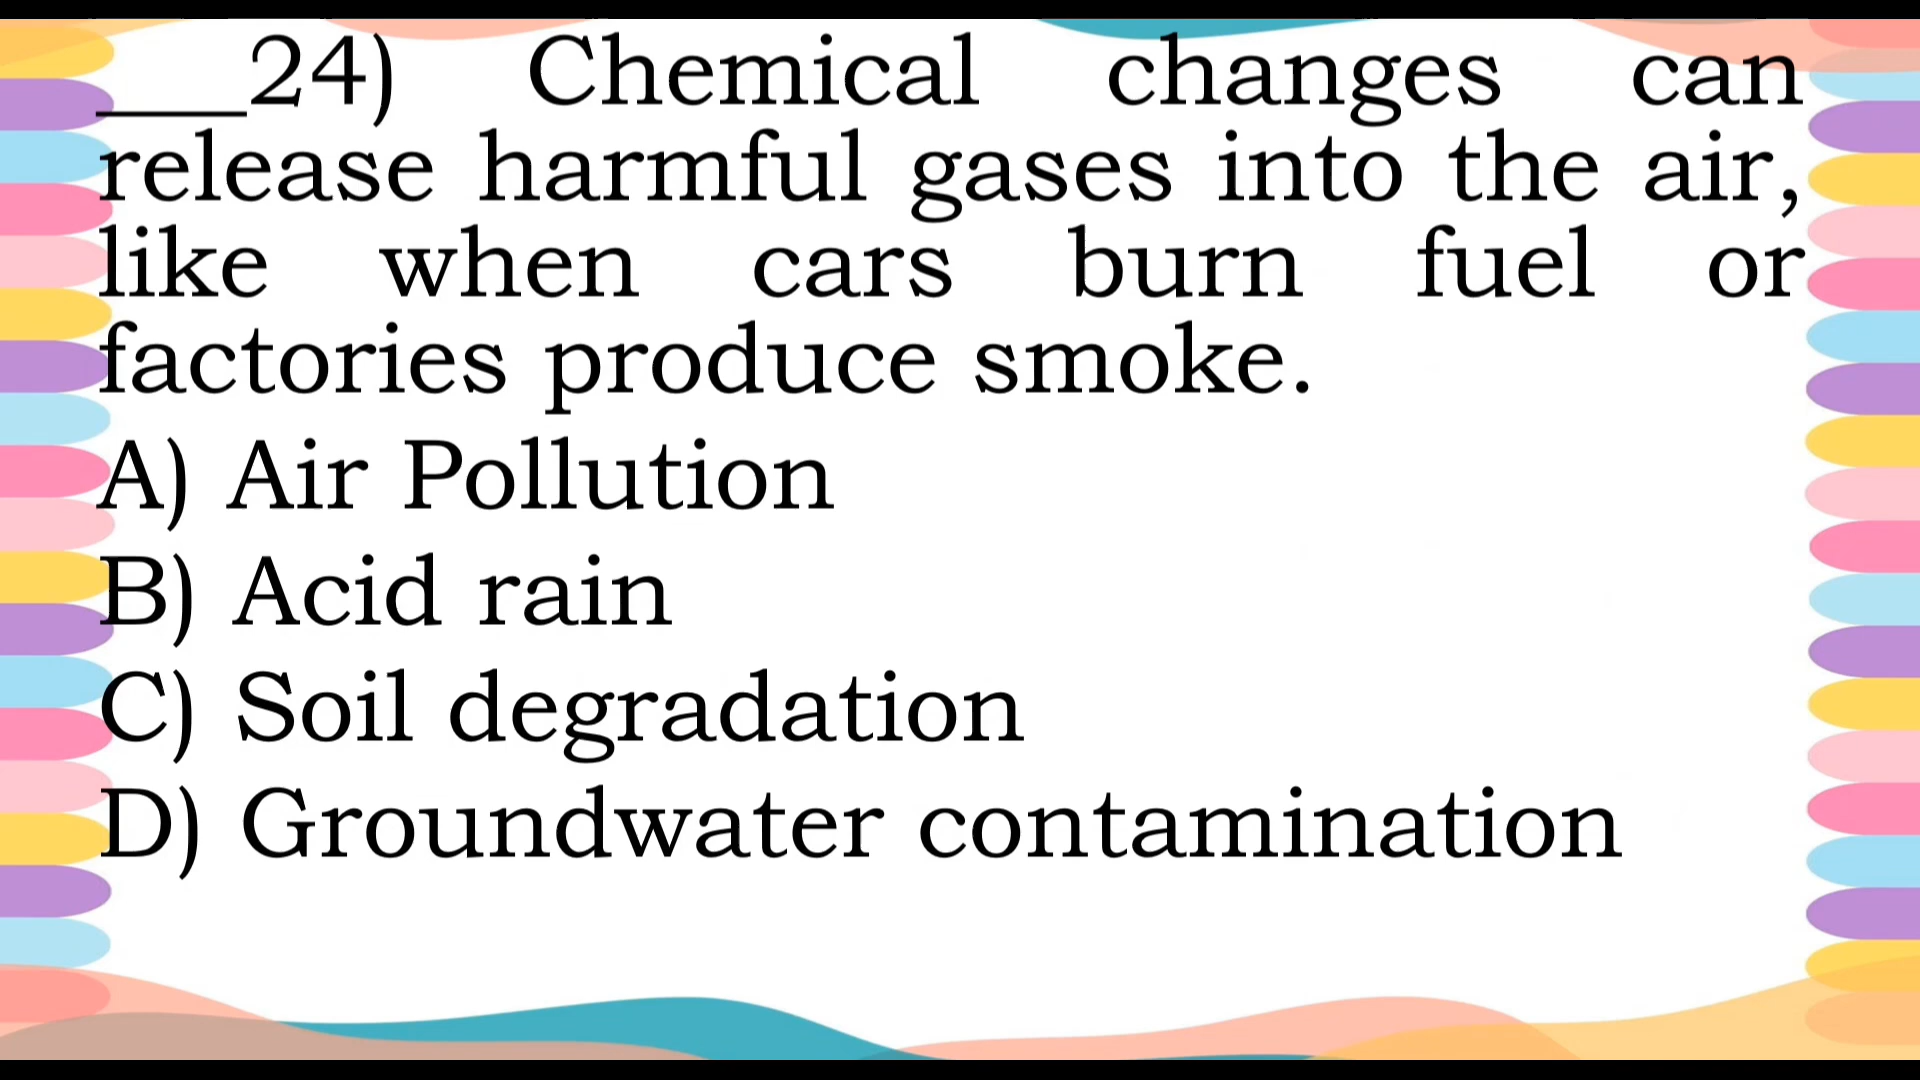 ___24) Chemical changes can
release harmful gases into the air,
like when cars burn fuel or
factories produce smoke.
A) Air Pollution
B) Acid rain
C) Soil degradation
D) Groundwater contamination